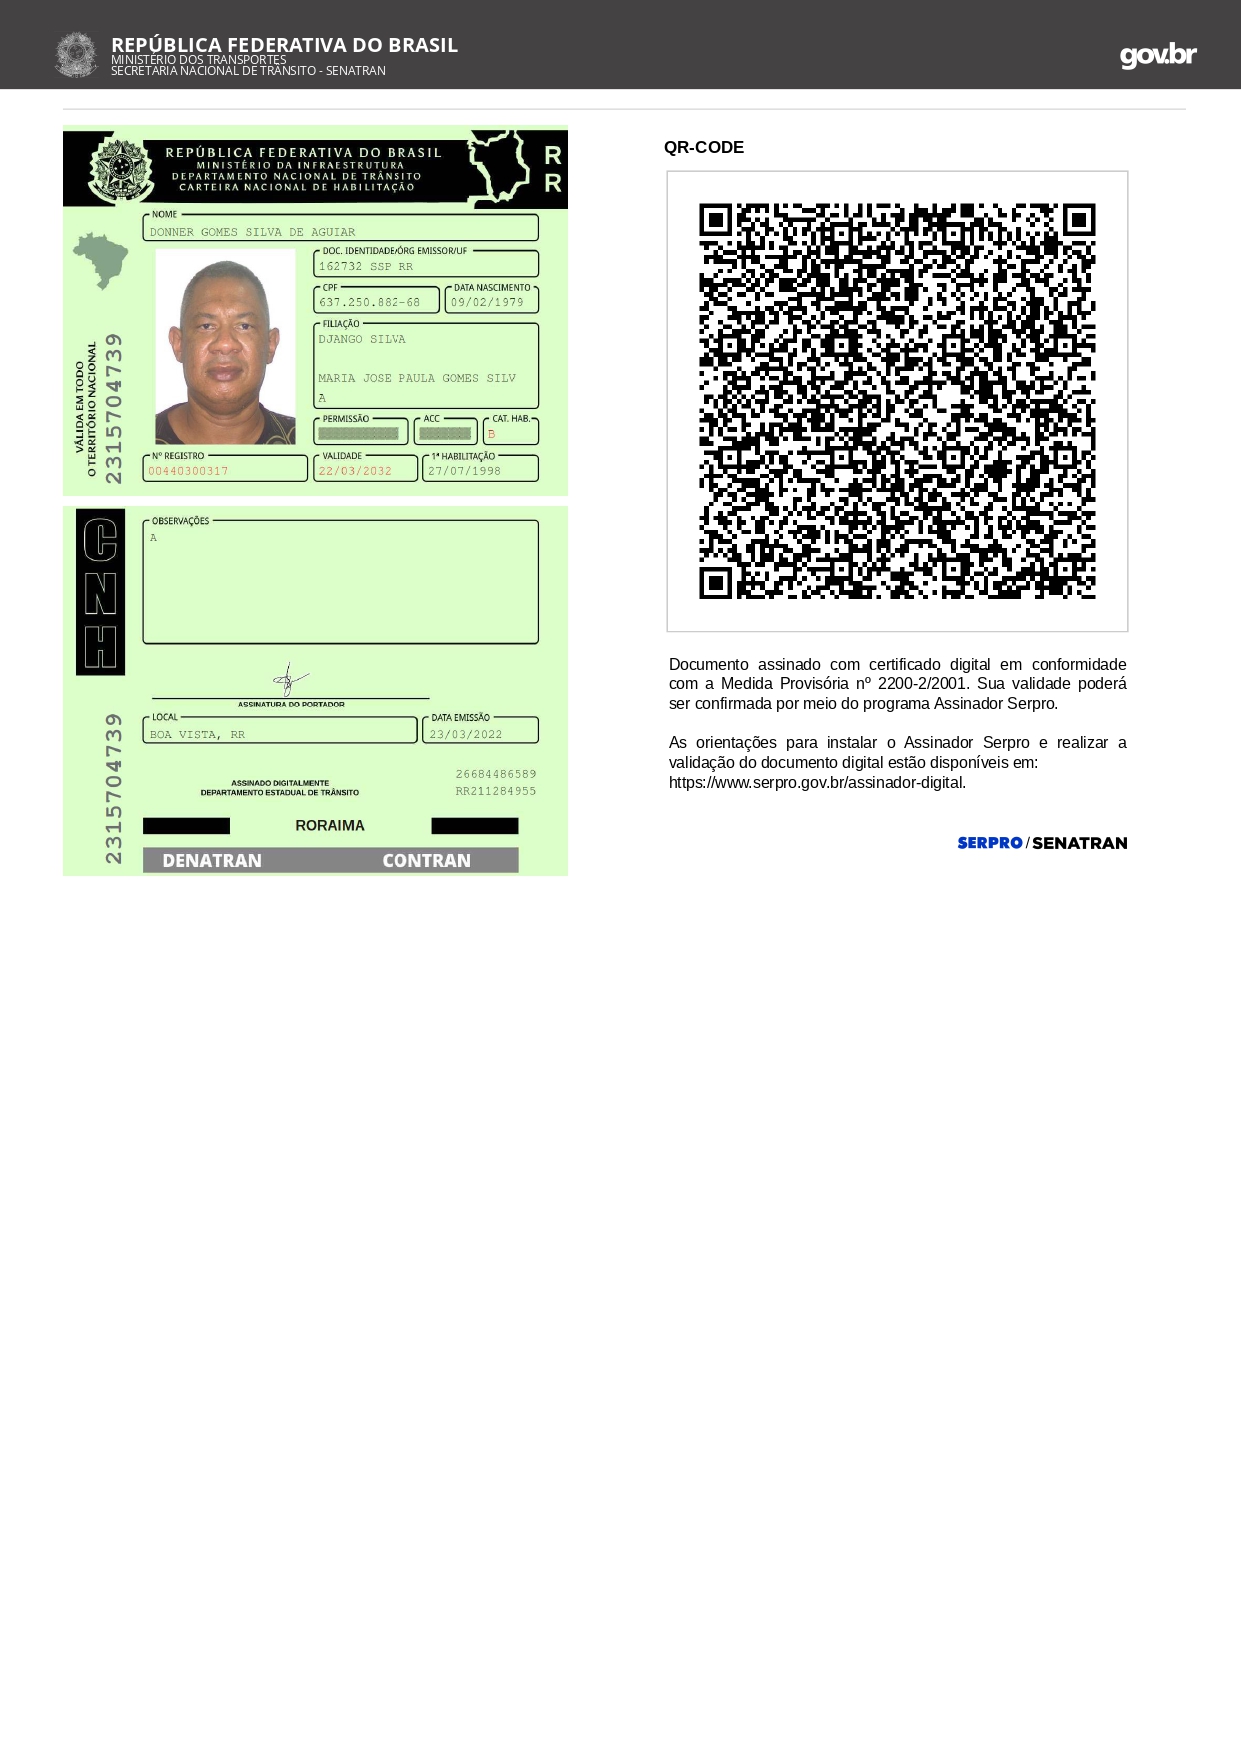 REPÚBLICA FEDERATIVA DO BRASIL
MINISTÉRIO DOS TRANSPORTES
SECRETARIA NACIONAL DE TRÂNSITO - SENATRAN
gov.br
REPÚBLICA FEDERATIVA DO BRASIL
MINISTÉRIO DA INFRAESTRUTURA
DEPARTAMENTO NACIONAL DE TRÂNSITO
CARTEIRA NACIONAL DE HABILITAÇÃO
R
R
NOME
DONNER GOMES SILVA DE AGUIAR
DOC. IDENTIDADE/ÓRG EMISSOR/UF
162732 SSP RR
CPF
637.250.882-68
DATA NASCIMENTO
09/02/1979
FILIAÇÃO
DJANGO SILVA
MARIA JOSE PAULA GOMES SILV
A
PERMISSÃO
ACC
CAT. HAB.
B
Nº REGISTRO
00440300317
VALIDADE
22/03/2032
1ª HABILITAÇÃO
27/07/1998
VÁLIDA EM TODO
O TERRITÓRIO NACIONAL
2315704739
CNH
OBSERVAÇÕES
A
ASSINATURA DO PORTADOR
LOCAL
BOA VISTA, RR
DATA EMISSÃO
23/03/2022
2315704739
ASSINADO DIGITALMENTE
DEPARTAMENTO ESTADUAL DE TRÂNSITO
26684486589
RR211284955
RORAIMA
DENATRAN CONTRAN
QR-CODE
Documento assinado com certificado digital em conformidade
com a Medida Provisória nº 2200-2/2001. Sua validade poderá
ser confirmada por meio do programa Assinador Serpro.
As orientações para instalar o Assinador Serpro e realizar a
validação do documento digital estão disponíveis em:
https://www.serpro.gov.br/assinador-digital.
SERPRO / SENATRAN